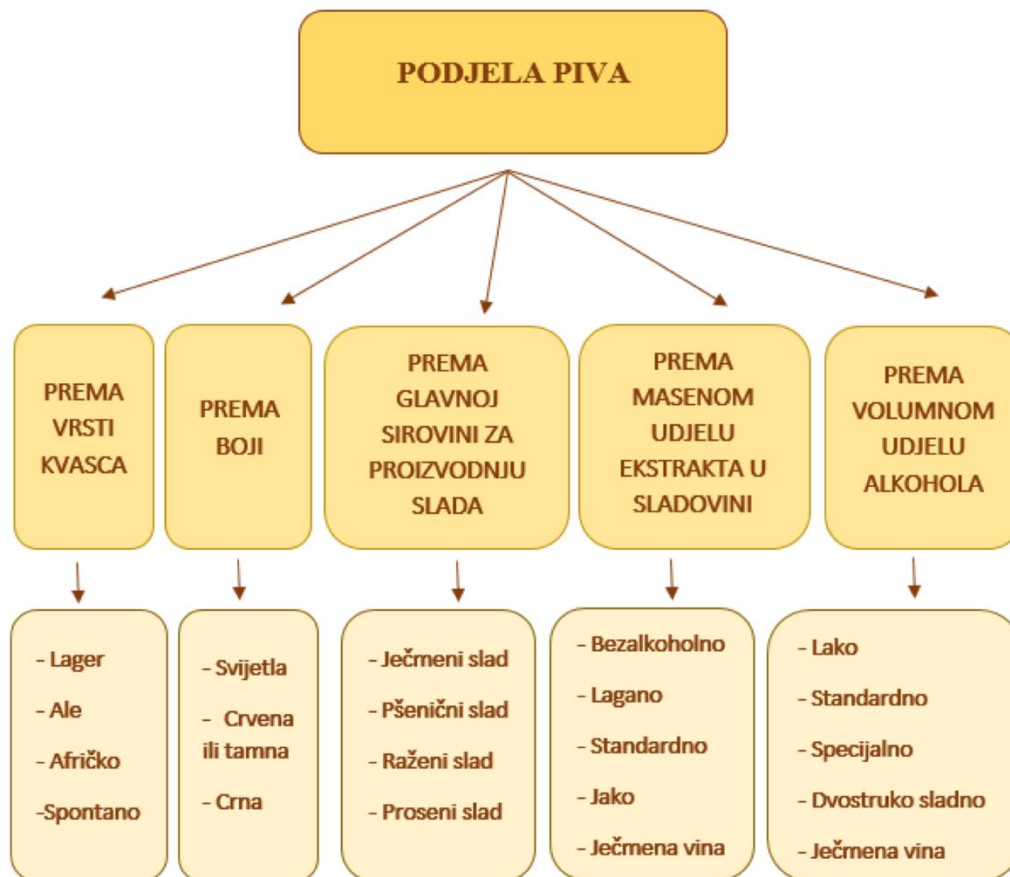 PODJELA PIVA
PREMA
VRSTI
KVASCA
PREMA
BOJI
PREMA
GLAVNOJ
SIROVINI ZA
PROIZVODNJU
SLADA
PREMA
MASENOM
UDJELU
EKSTRAKTA U
SLADOVINI
PREMA
VOLUMNOM
UDJELU
ALKOHOLA
- Lager
- Ale
- Afričko
-Spontano
- Svijetla
- Crvena
ili tamna
- Crna
- Ječmeni slad
- Pšenični slad
- Raženi slad
- Proseni slad
- Bezalkoholno
- Lagano
- Standardno
- Jako
- Ječmena vina
- Lako
- Standardno
- Specijalno
- Dvostruko sladno
- Ječmena vina